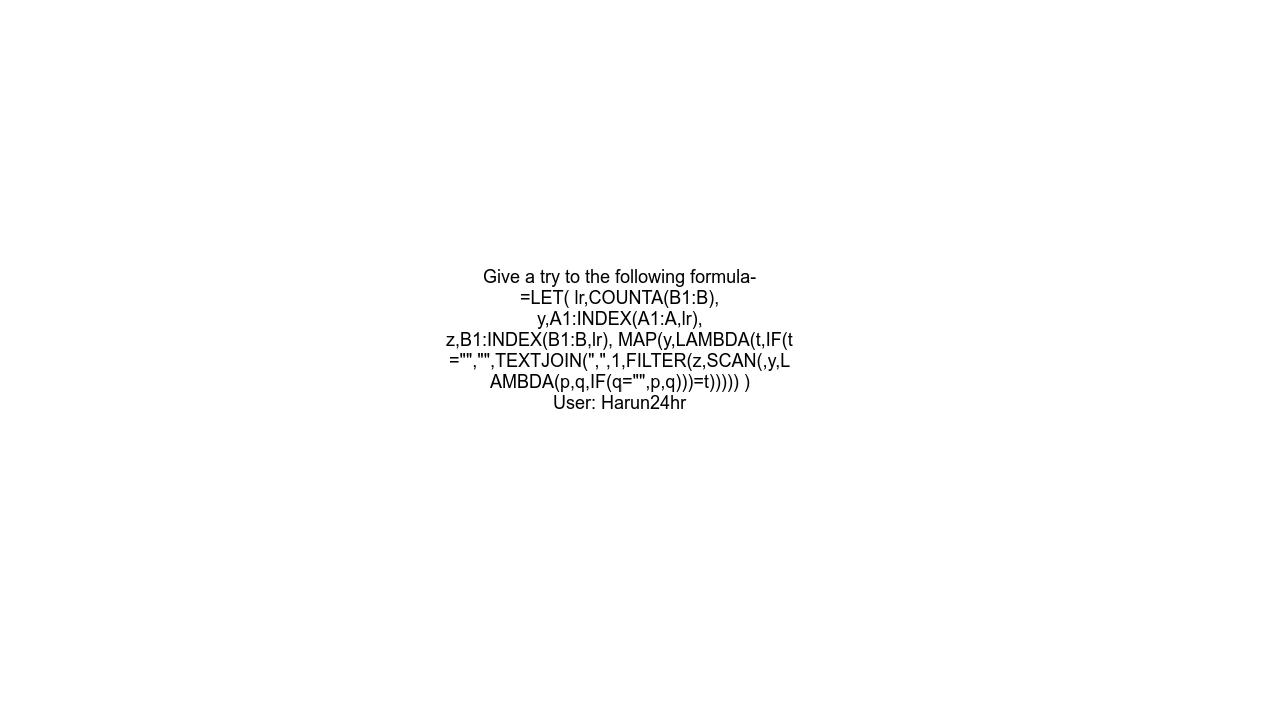 Give a try to the following formula-
=LET( lr,COUNTA(B1:B),
y,A1:INDEX(A1:A,lr),
z,B1:INDEX(B1:B,lr), MAP(y,LAMBDA(t,IF(t
="","",TEXTJOIN(",",1,FILTER(z,SCAN(,y,L
AMBDA(p,q,IF(q="",p,q)))=t))))) )
User: Harun24hr